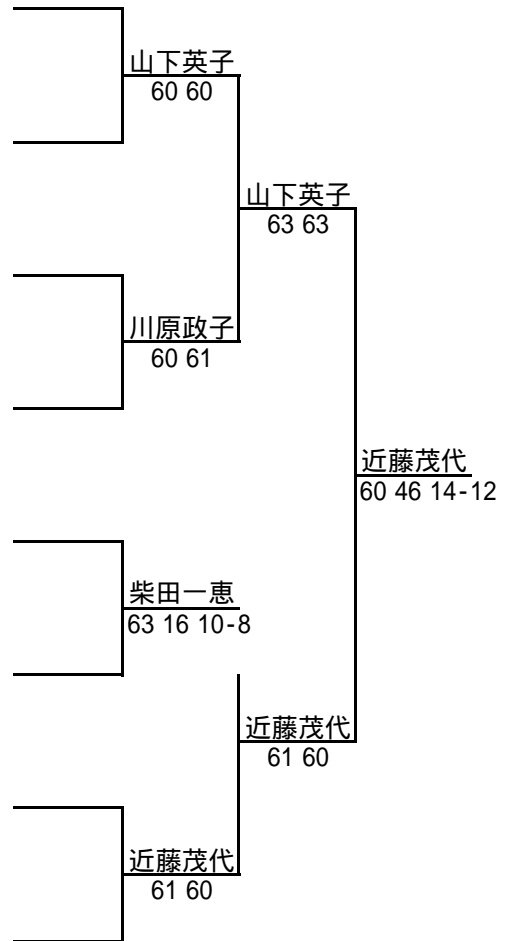 山下英子
60 60
山下英子
63 63
川原政子
60 61
近藤茂代
60 46 14-12
柴田一恵
63 16 10-8
近藤茂代
61 60
近藤茂代
61 60